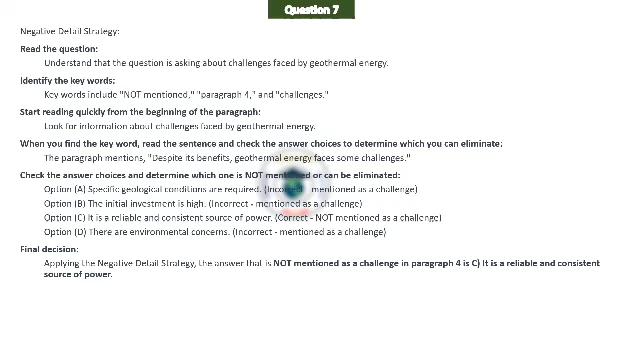 Question 7
Negative Detail Strategy:
Read the question:
Understand that the question is asking about challenges faced by geothermal energy.
Identify the key words:
Key words include "NOT mentioned," "paragraph 4," and "challenges."
Start reading quickly from the beginning of the paragraph:
Look for information about challenges faced by geothermal energy.
When you find the key word, read the sentence and check the answer choices to determine which you can eliminate:
The paragraph mentions, "Despite its benefits, geothermal energy faces some challenges."
Check the answer choices and determine which one is NOT mentioned or can be eliminated:
Option (A) Specific geological conditions are required. (Incorrect - mentioned as a challenge)
Option (B) The initial investment is high. (Incorrect - mentioned as a challenge)
Option (C) It is a reliable and consistent source of power. (Correct - NOT mentioned as a challenge)
Option (D) There are environmental concerns. (Incorrect - mentioned as a challenge)
Final decision:
Applying the Negative Detail Strategy, the answer that is NOT mentioned as a challenge in paragraph 4 is C) It is a reliable and consistent
source of power.